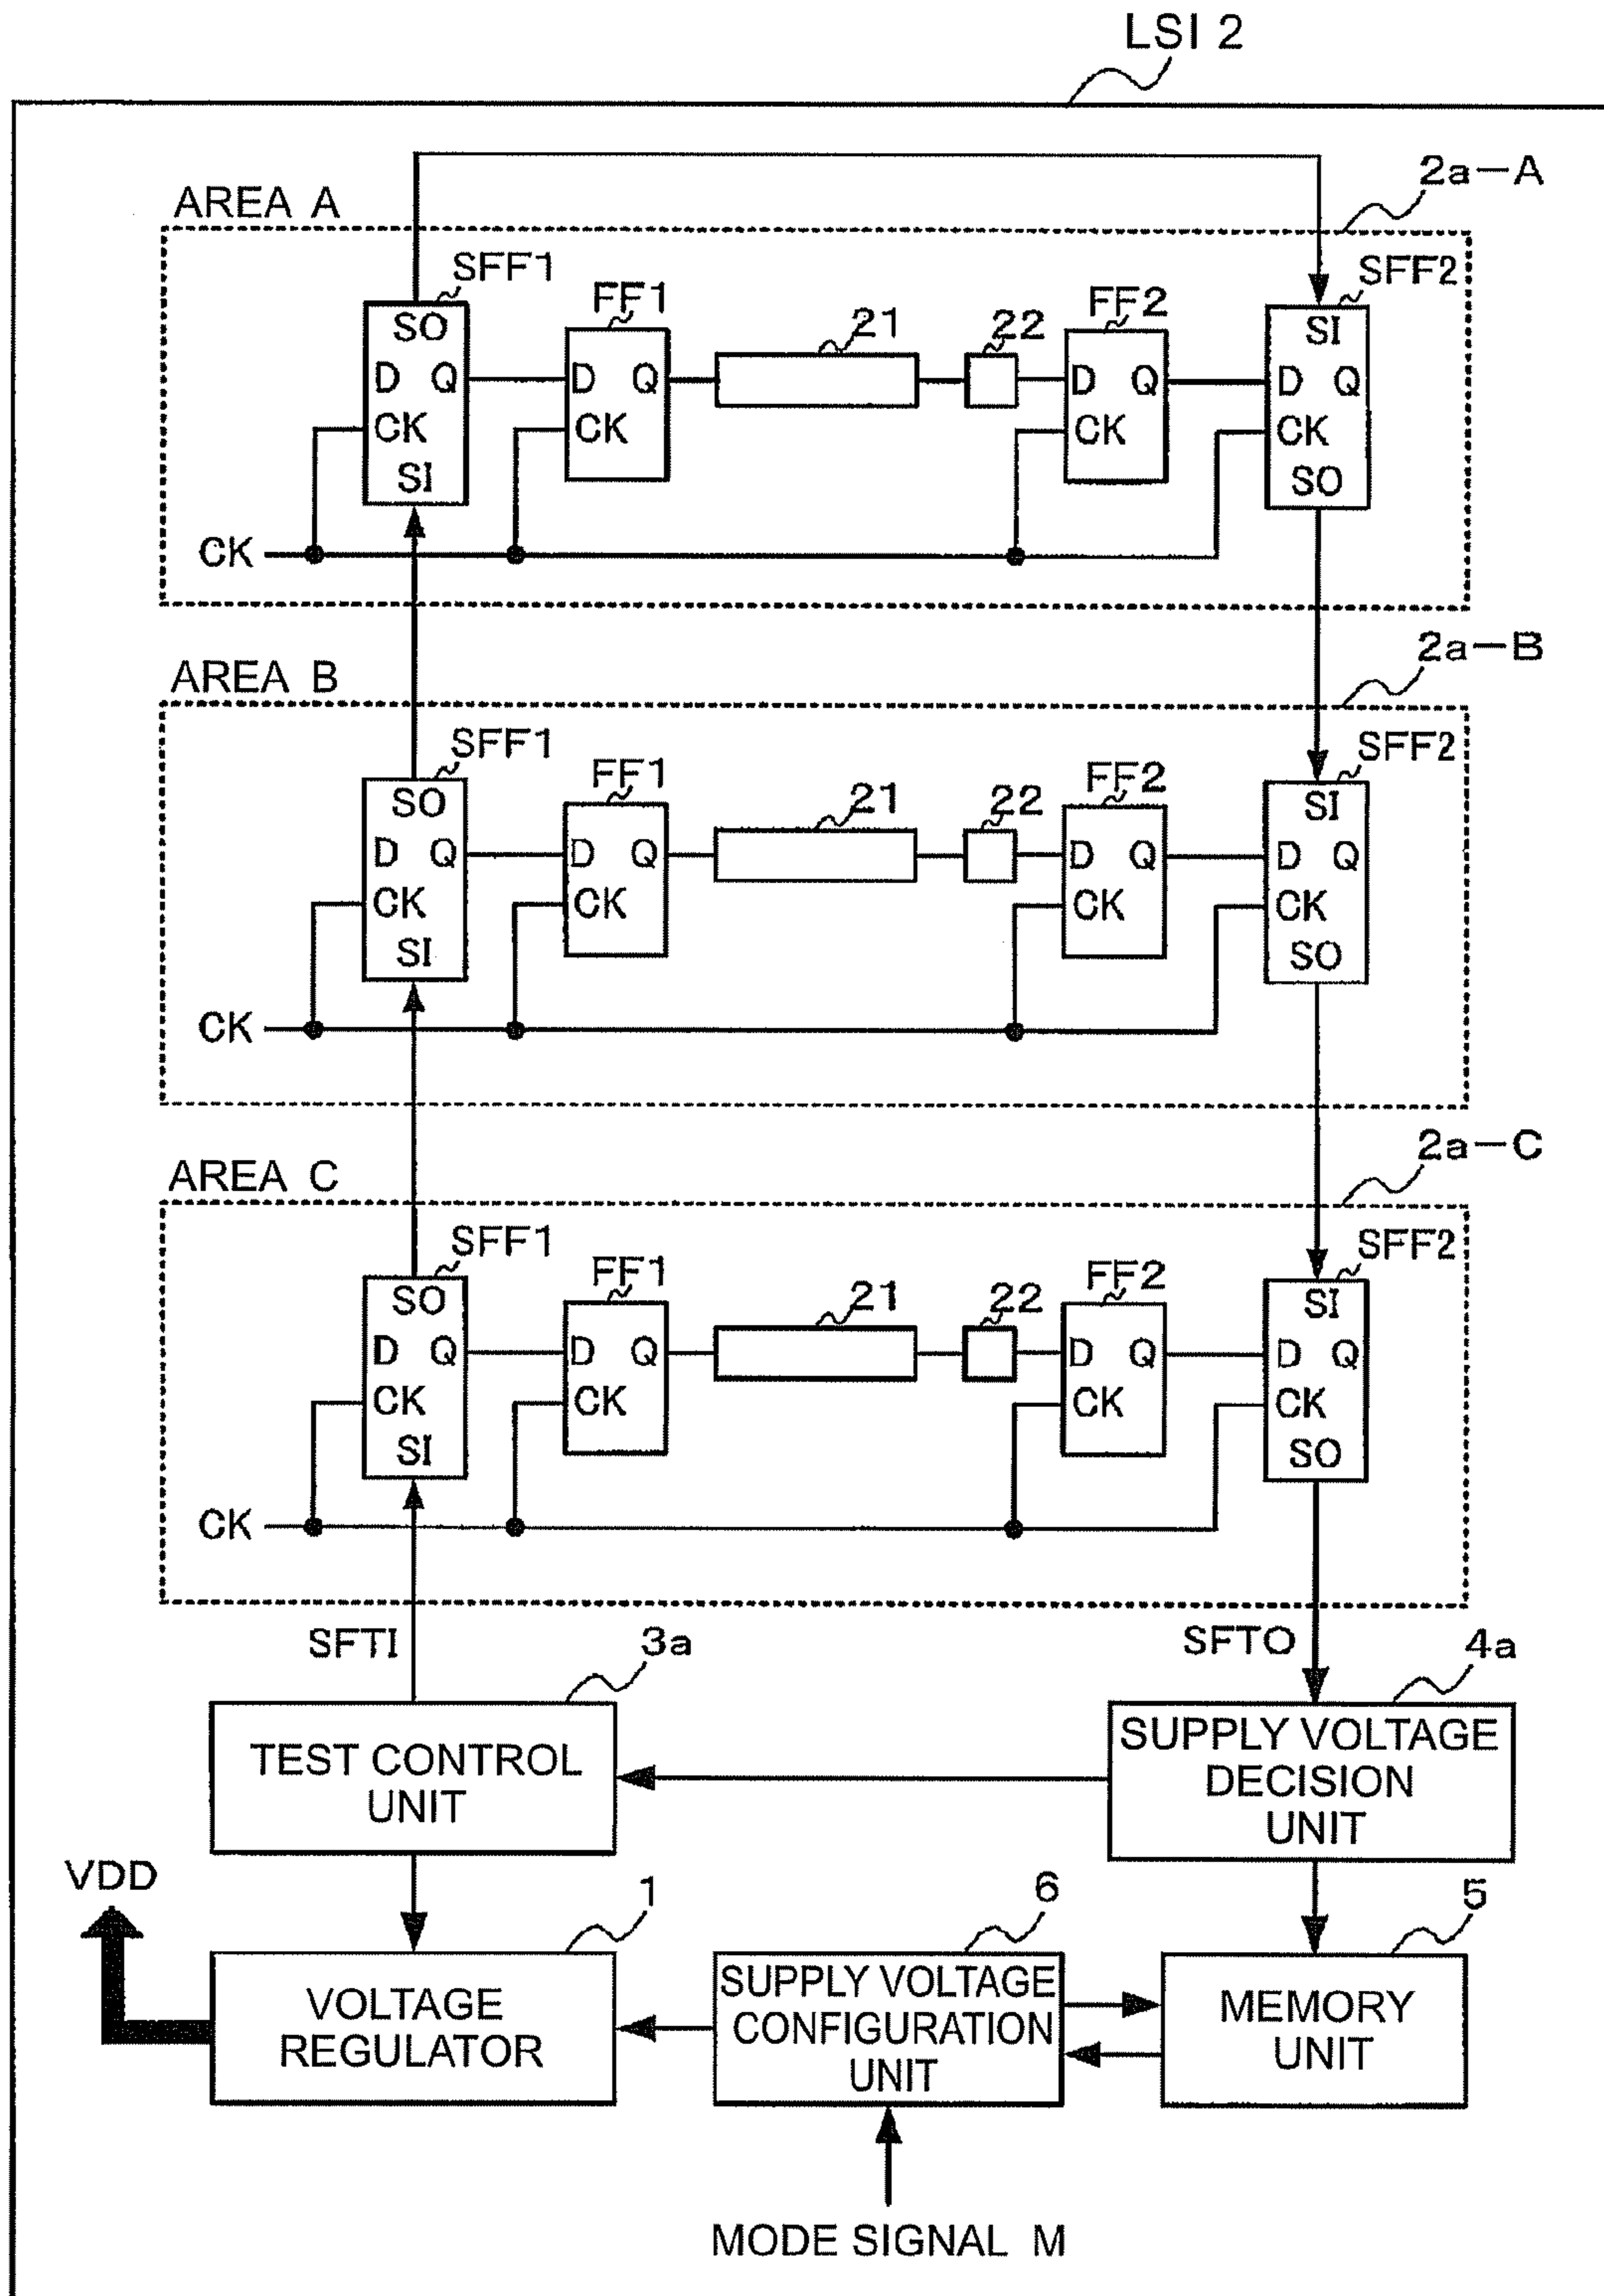 LSI 2
2a-A
AREA A
SFF1
FF1
21
22
FF2
SFF2
SO
D Q
CK
SI
D Q
CK
D Q
CK
SI
D Q
CK
SO
CK
2a-B
AREA B
SFF1
FF1
21
22
FF2
SFF2
SO
D Q
CK
SI
D Q
CK
D Q
CK
SI
D Q
CK
SO
CK
2a-C
AREA C
SFF1
FF1
21
22
FF2
SFF2
SO
D Q
CK
SI
D Q
CK
D Q
CK
SI
D Q
CK
SO
CK
SFTI
3a
SFTO
4a
TEST CONTROL
UNIT
SUPPLY VOLTAGE
DECISION
UNIT
VDD
1
6
5
VOLTAGE
REGULATOR
SUPPLY VOLTAGE
CONFIGURATION
UNIT
MEMORY
UNIT
MODE SIGNAL M